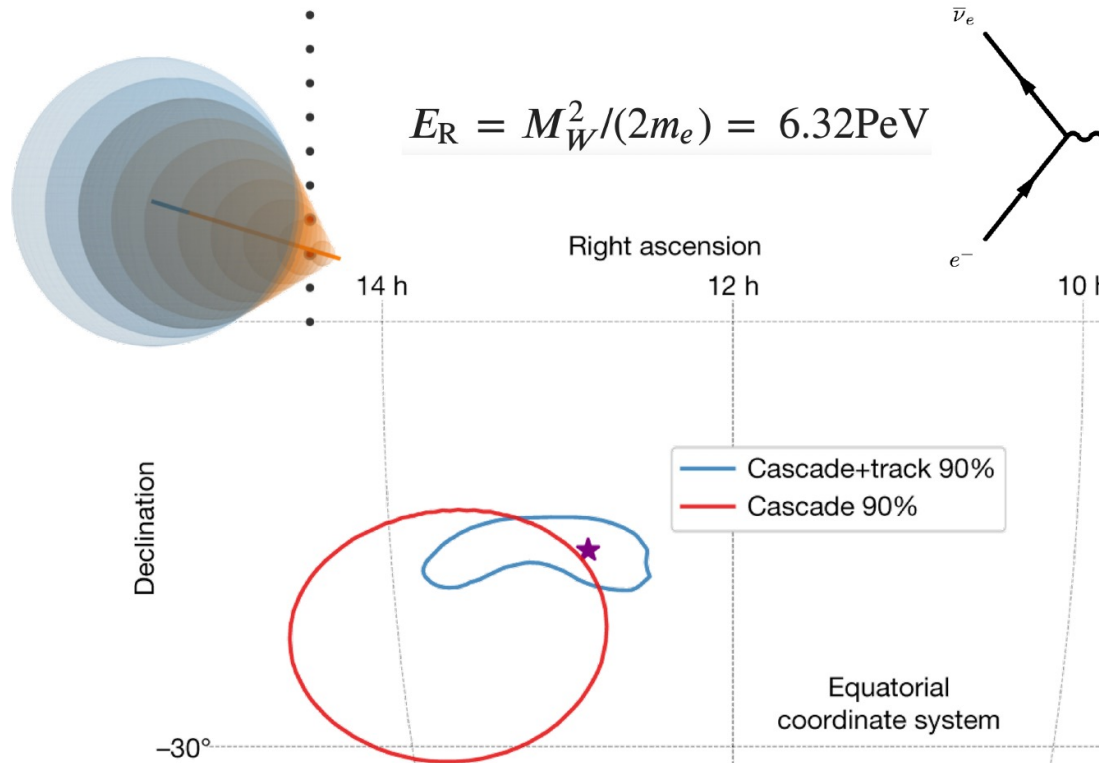 ν̅ₑ
E_R = M_W^2/(2m_e) = 6.32PeV
e⁻
Right ascension
14 h
12 h
10 h
Declination
Cascade+track 90%
Cascade 90%
Equatorial
coordinate system
−30°